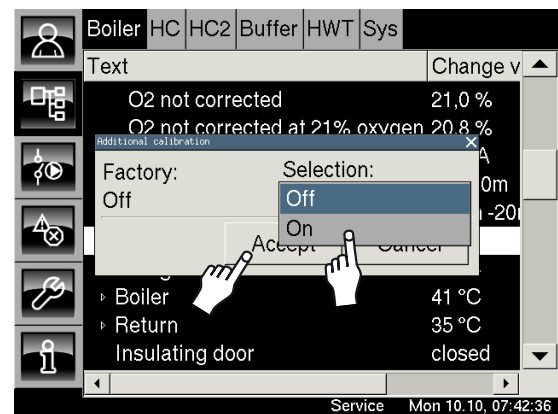 Boiler HC HC2 Buffer HWT Sys
Text Change v
O2 not corrected 21,0 %
O2 not corrected at 21% oxygen 20,8 %
Additional calibration
Factory: Selection:
Off Off
On
Accept Cancel
0m
-20
Boiler 41 °C
Return 35 °C
Insulating door closed
Service Mon 10.10, 07:42:36